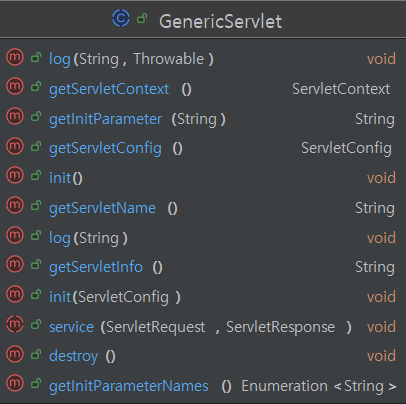 GenericServlet
log(String, Throwable) void
getServletContext () ServletContext
getInitParameter (String) String
getServletConfig () ServletConfig
init() void
getServletName () String
log(String) void
getServletInfo () String
init(ServletConfig ) void
service (ServletRequest , ServletResponse ) void
destroy () void
getInitParameterNames () Enumeration <String>